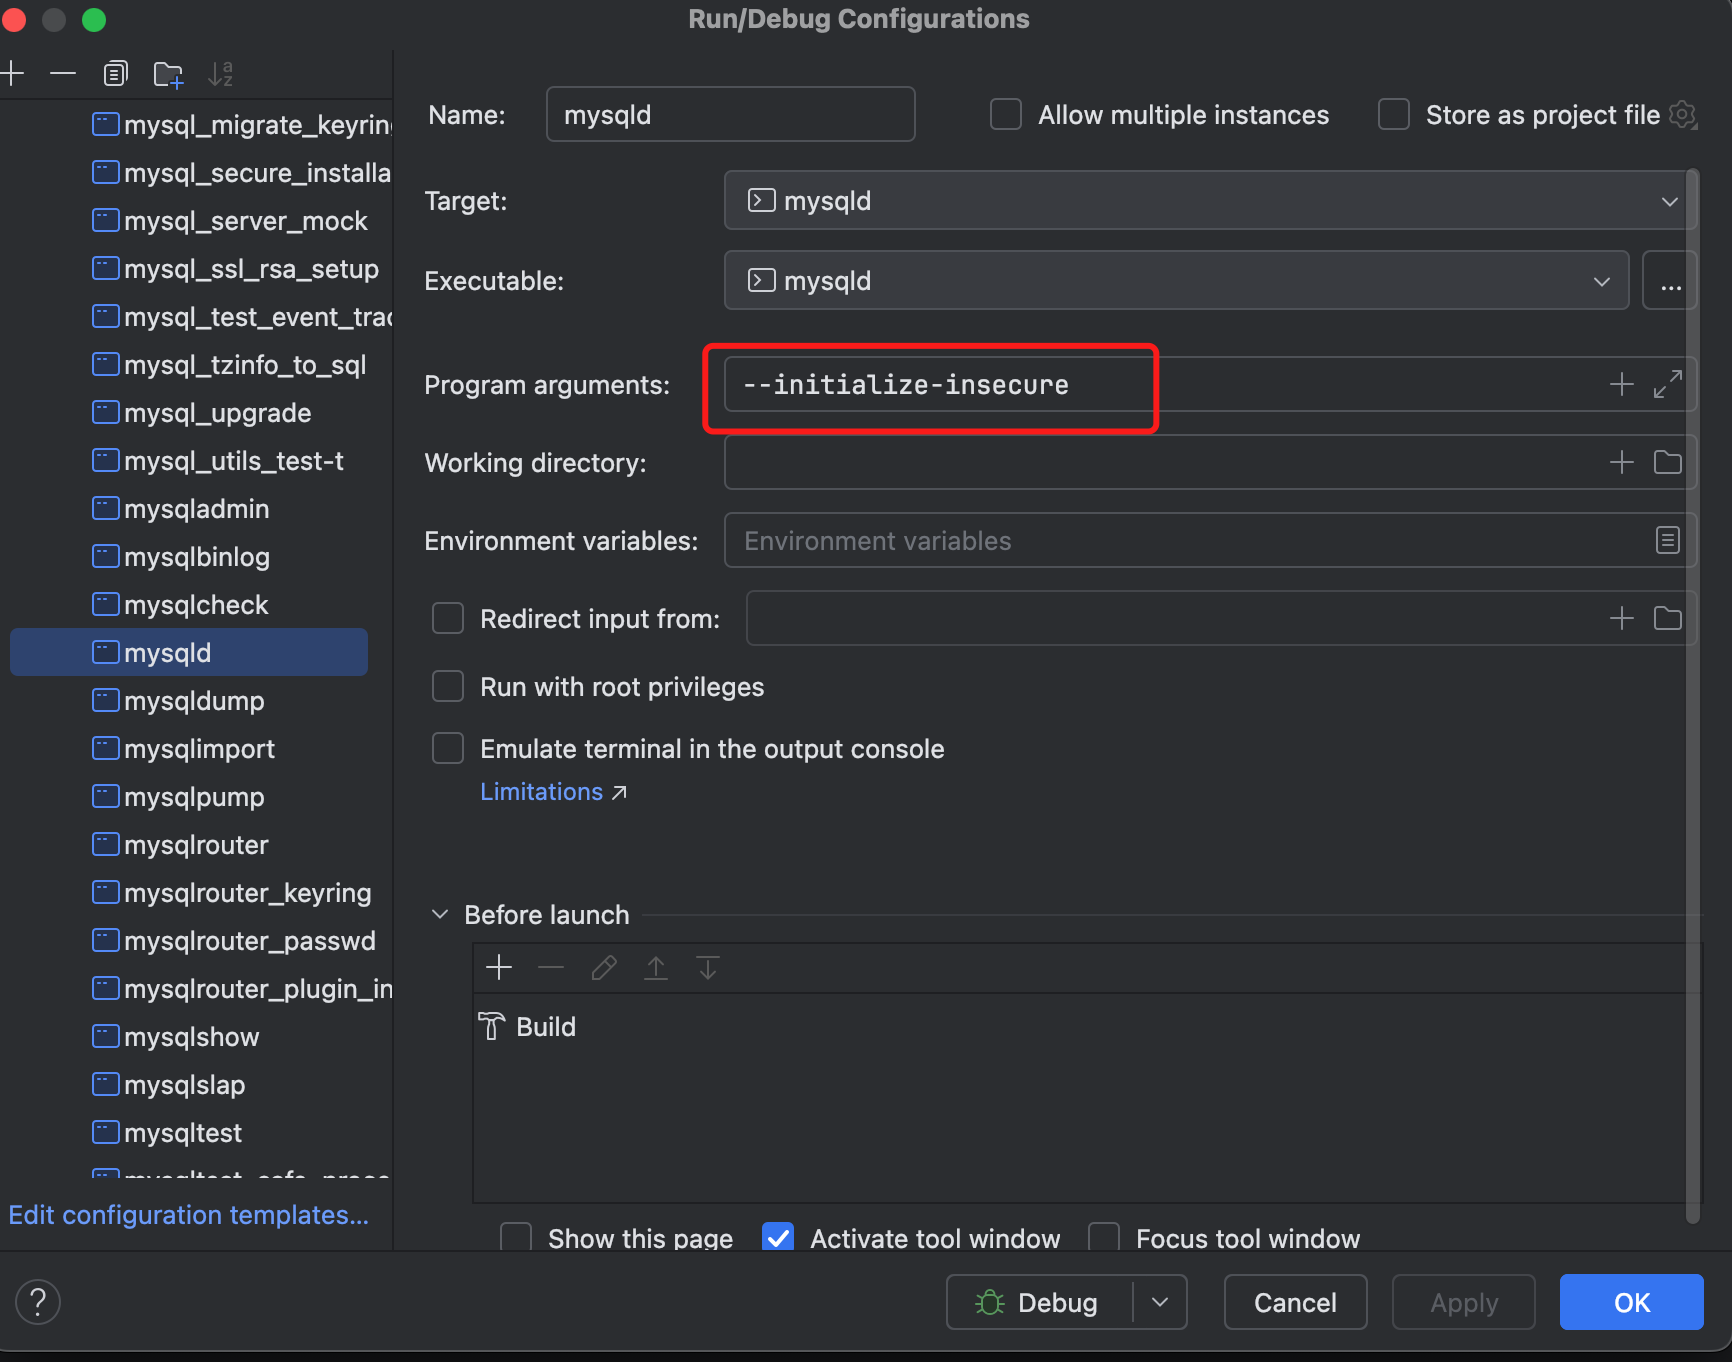 Run/Debug Configurations
mysql_migrate_keyrin
mysql_secure_installa
mysql_server_mock
mysql_ssl_rsa_setup
mysql_test_event_trac
mysql_tzinfo_to_sql
mysql_upgrade
mysql_utils_test-t
mysqladmin
mysqlbinlog
mysqlcheck
mysqld
mysqldump
mysqlimport
mysqlpump
mysqlrouter
mysqlrouter_keyring
mysqlrouter_passwd
mysqlrouter_plugin_in
mysqlshow
mysqlslap
mysqltest
Edit configuration templates...
Name: mysqld Allow multiple instances Store as project file
Target: mysqld
Executable: mysqld ...
Program arguments: --initialize-insecure
Working directory:
Environment variables: Environment variables
Redirect input from:
Run with root privileges
Emulate terminal in the output console
Limitations ↗
Before launch
Build
Show this page Activate tool window Focus tool window
? Debug Cancel Apply OK